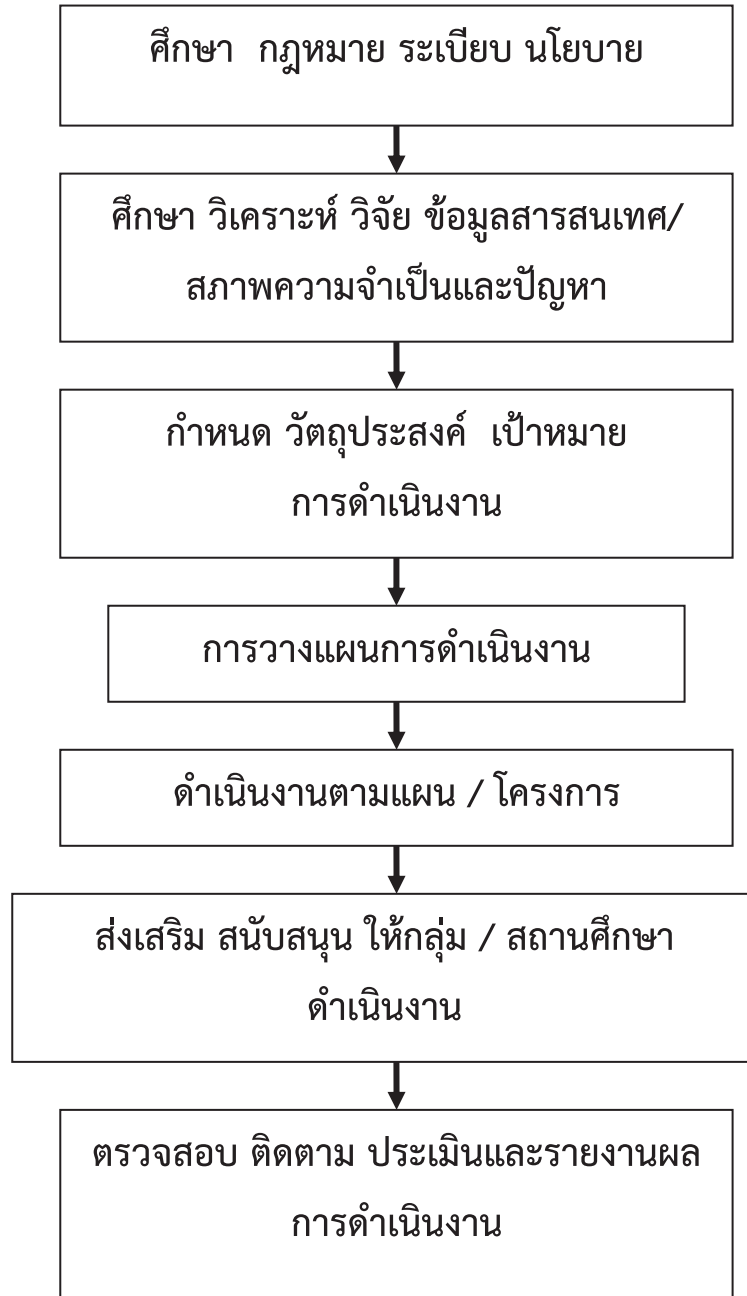 ศึกษา  กฎหมาย ระเบียบ นโยบาย
ศึกษา วิเคราะห์ วิจัย ข้อมูลสารสนเทศ/
สภาพความจำเป็นและปัญหา
กำหนด วัตถุประสงค์  เป้าหมาย
การดำเนินงาน
การวางแผนการดำเนินงาน
ดำเนินงานตามแผน / โครงการ
ส่งเสริม สนับสนุน ให้กลุ่ม / สถานศึกษา
ดำเนินงาน
ตรวจสอบ ติดตาม ประเมินและรายงานผล
การดำเนินงาน